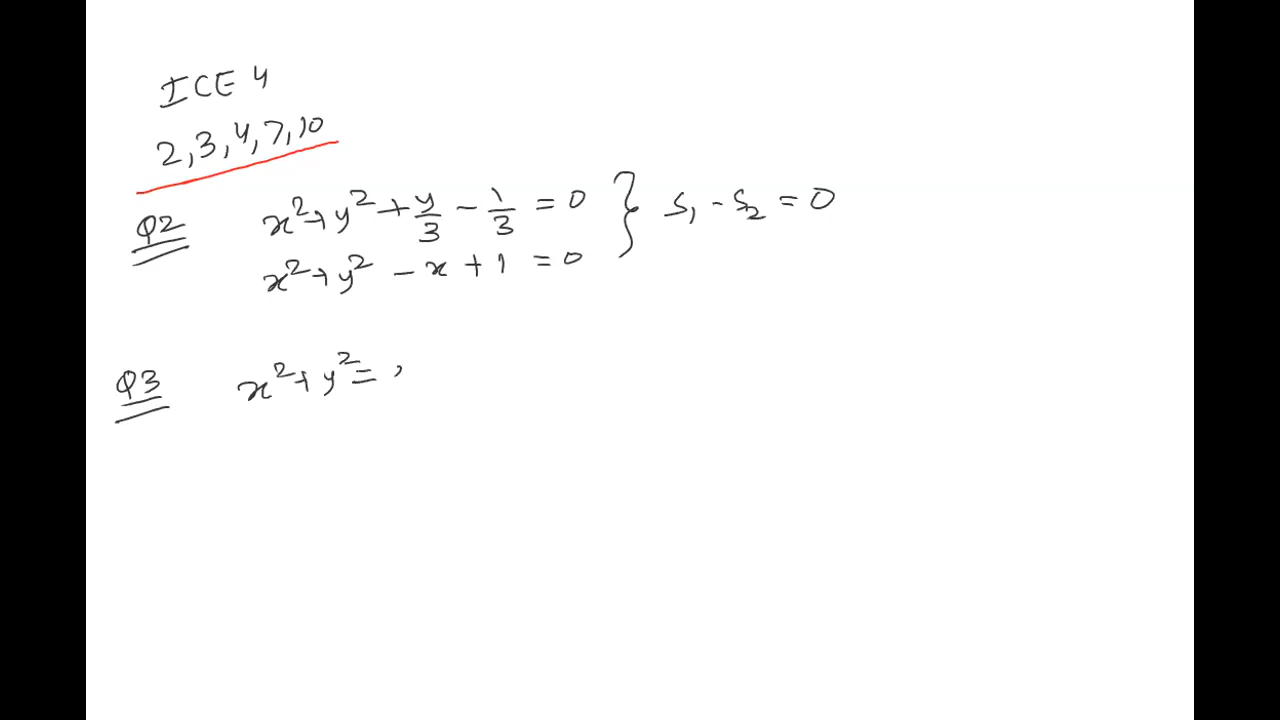 ICE 4
2,3,4,7,10
Q2 x²+y²+y/3-1/3=0 } S₁-S₂=0
x²+y²-x+1=0
Q3 x²+y²=